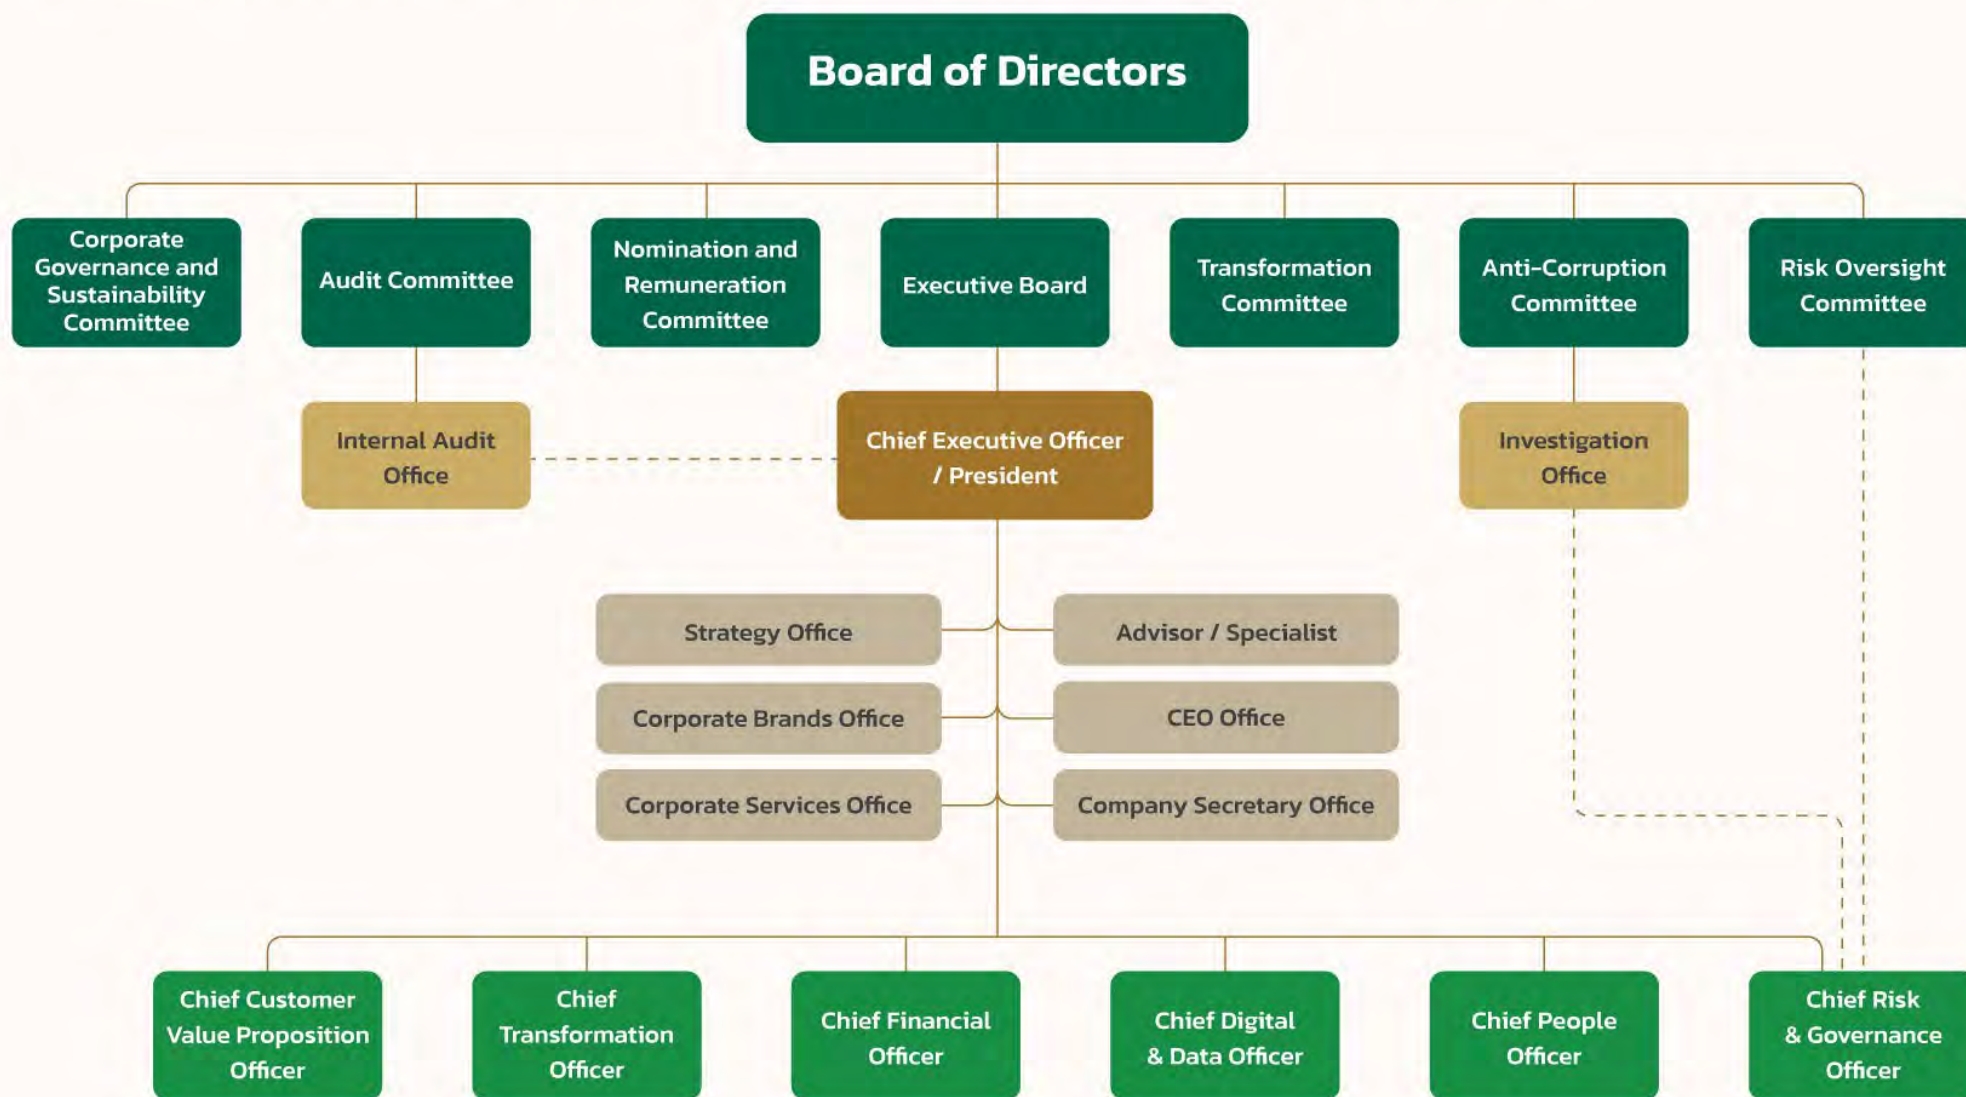 Board of Directors
Corporate
Governance and
Sustainability
Committee
Audit Committee
Nomination and
Remuneration
Committee
Executive Board
Transformation
Committee
Anti-Corruption
Committee
Risk Oversight
Committee
Internal Audit
Office
Chief Executive Officer
/ President
Investigation
Office
Strategy Office
Advisor / Specialist
Corporate Brands Office
CEO Office
Corporate Services Office
Company Secretary Office
Chief Customer
Value Proposition
Officer
Chief
Transformation
Officer
Chief Financial
Officer
Chief Digital
& Data Officer
Chief People
Officer
Chief Risk
& Governance
Officer